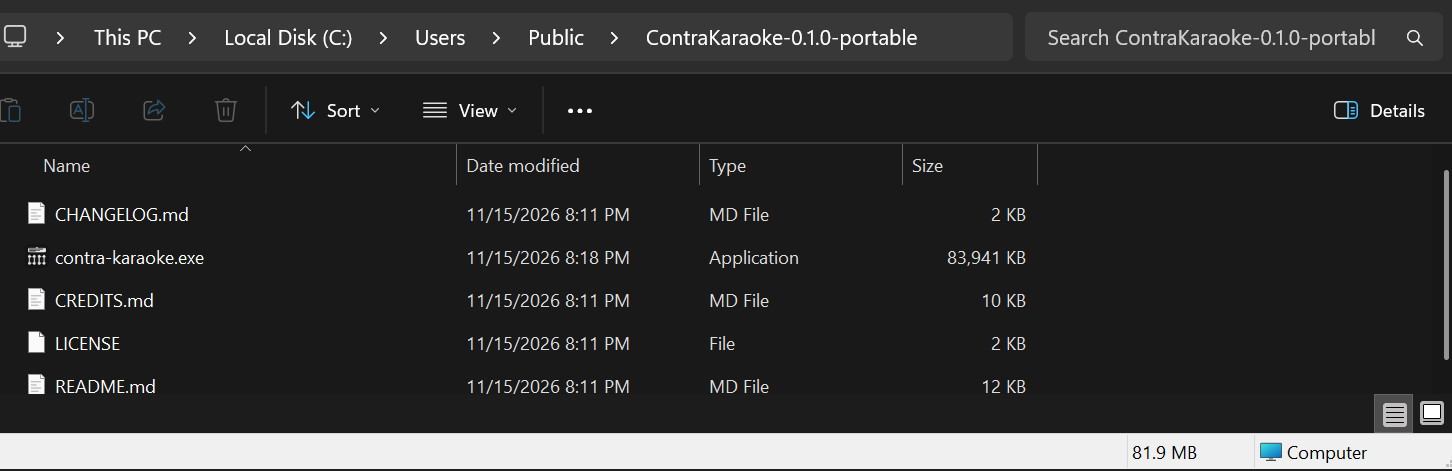 This PC > Local Disk (C:) > Users > Public > ContraKaraoke-0.1.0-portable
Search ContraKaraoke-0.1.0-portabl
Sort View Details
Name Date modified Type Size
CHANGELOG.md 11/15/2026 8:11 PM MD File 2 KB
contra-karaoke.exe 11/15/2026 8:18 PM Application 83,941 KB
CREDITS.md 11/15/2026 8:11 PM MD File 10 KB
LICENSE 11/15/2026 8:11 PM File 2 KB
README.md 11/15/2026 8:11 PM MD File 12 KB
81.9 MB Computer